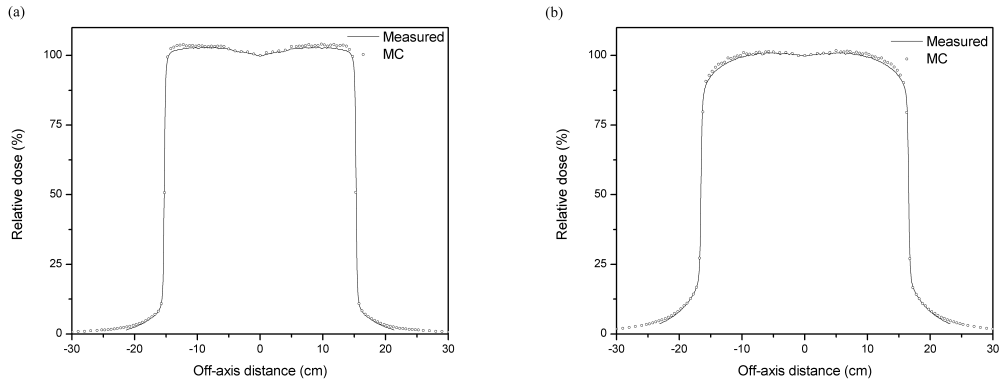 (a)
Measured
MC
100
75
50
25
0
Relative dose (%)
-30 -20 -10 0 10 20 30
Off-axis distance (cm)
(b)
Measured
MC
100
75
50
25
0
Relative dose (%)
-30 -20 -10 0 10 20 30
Off-axis distance (cm)